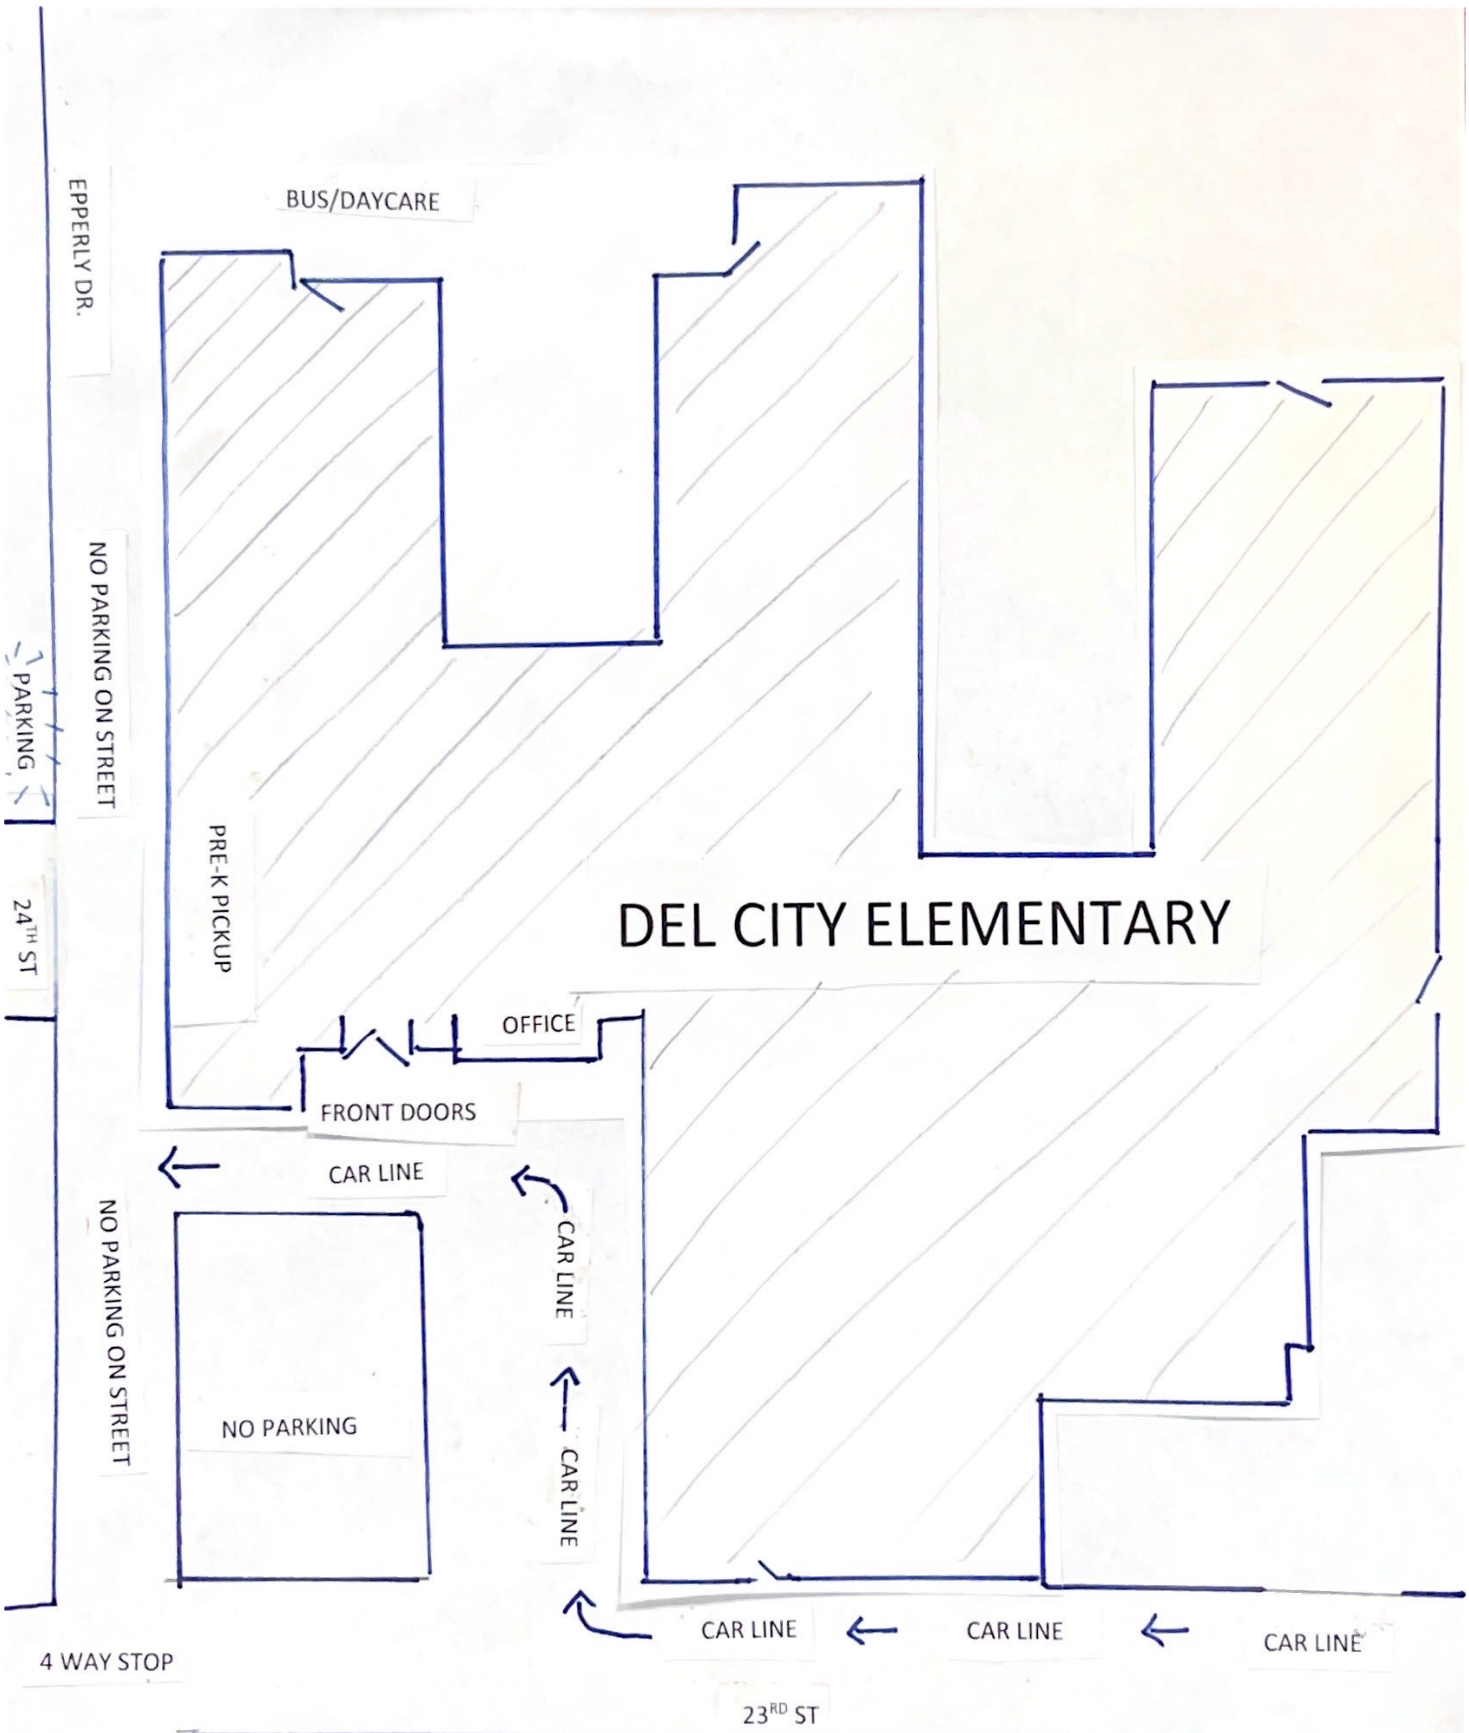 BUS/DAYCARE
EPPERLY DR.
NO PARKING ON STREET
PARKING
PRE-K PICKUP
24TH ST
DEL CITY ELEMENTARY
OFFICE
FRONT DOORS
CAR LINE
CAR LINE
NO PARKING ON STREET
NO PARKING
CAR LINE
CAR LINE
CAR LINE
CAR LINE
4 WAY STOP
23RD ST